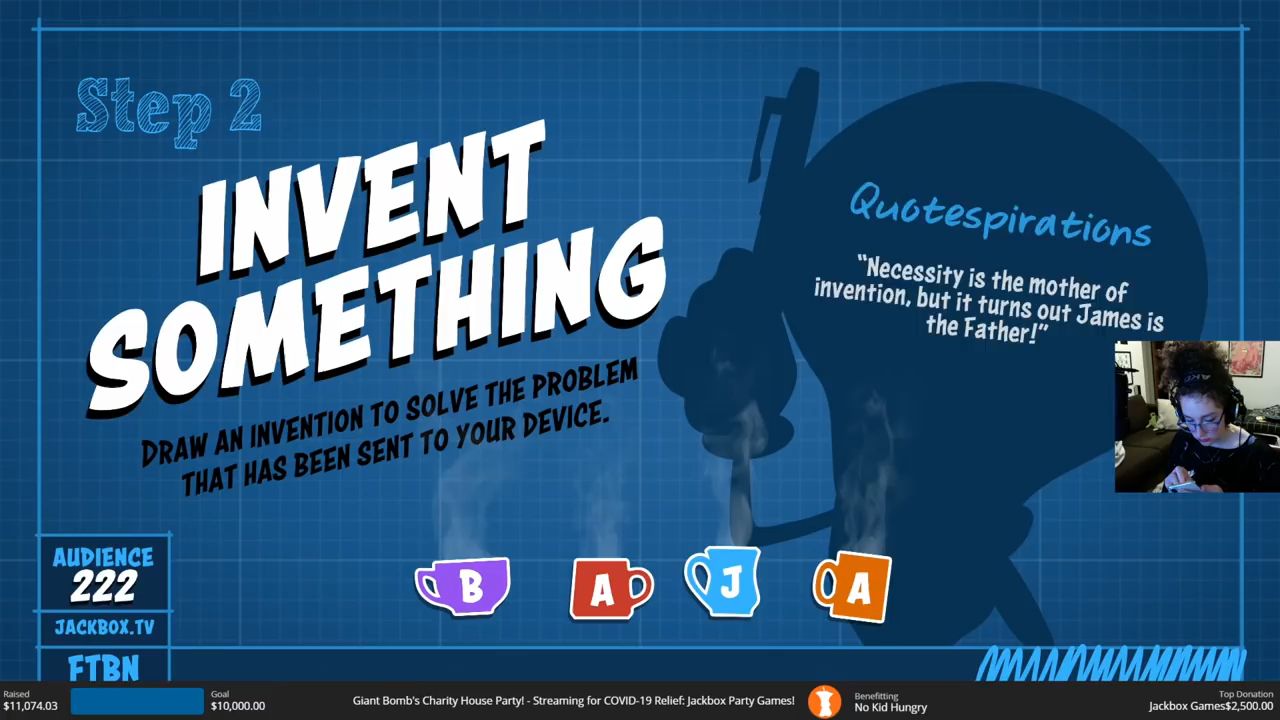 Step 2
INVENT
SOMETHING
DRAW AN INVENTION TO SOLVE THE PROBLEM
THAT HAS BEEN SENT TO YOUR DEVICE.
Quotespirations
“Necessity is the mother of
invention, but it turns out James is
the Father!”
AUDIENCE
222
JACKBOX.TV
FTBN
B A J A
Raised
$11,074.03
Goal
$10,000.00
Giant Bomb's Charity House Party! - Streaming for COVID-19 Relief: Jackbox Party Games!
Benefitting
No Kid Hungry
Top Donation
Jackbox Games$2,500.00